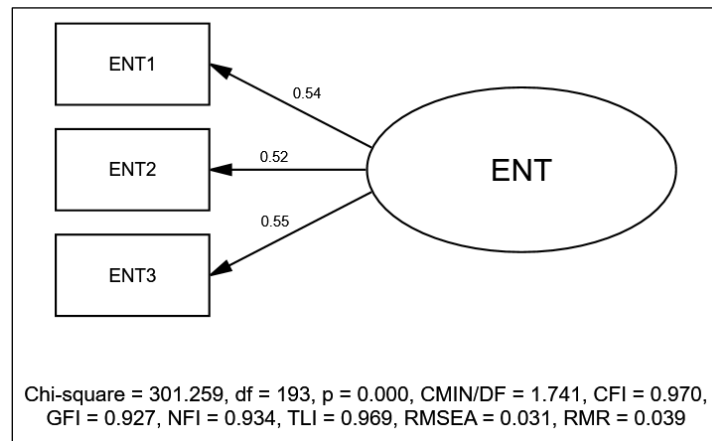 ENT1
0.54
ENT2
0.52
ENT
0.55
ENT3
Chi-square = 301.259, df = 193, p = 0.000, CMIN/DF = 1.741, CFI = 0.970,
GFI = 0.927, NFI = 0.934, TLI = 0.969, RMSEA = 0.031, RMR = 0.039